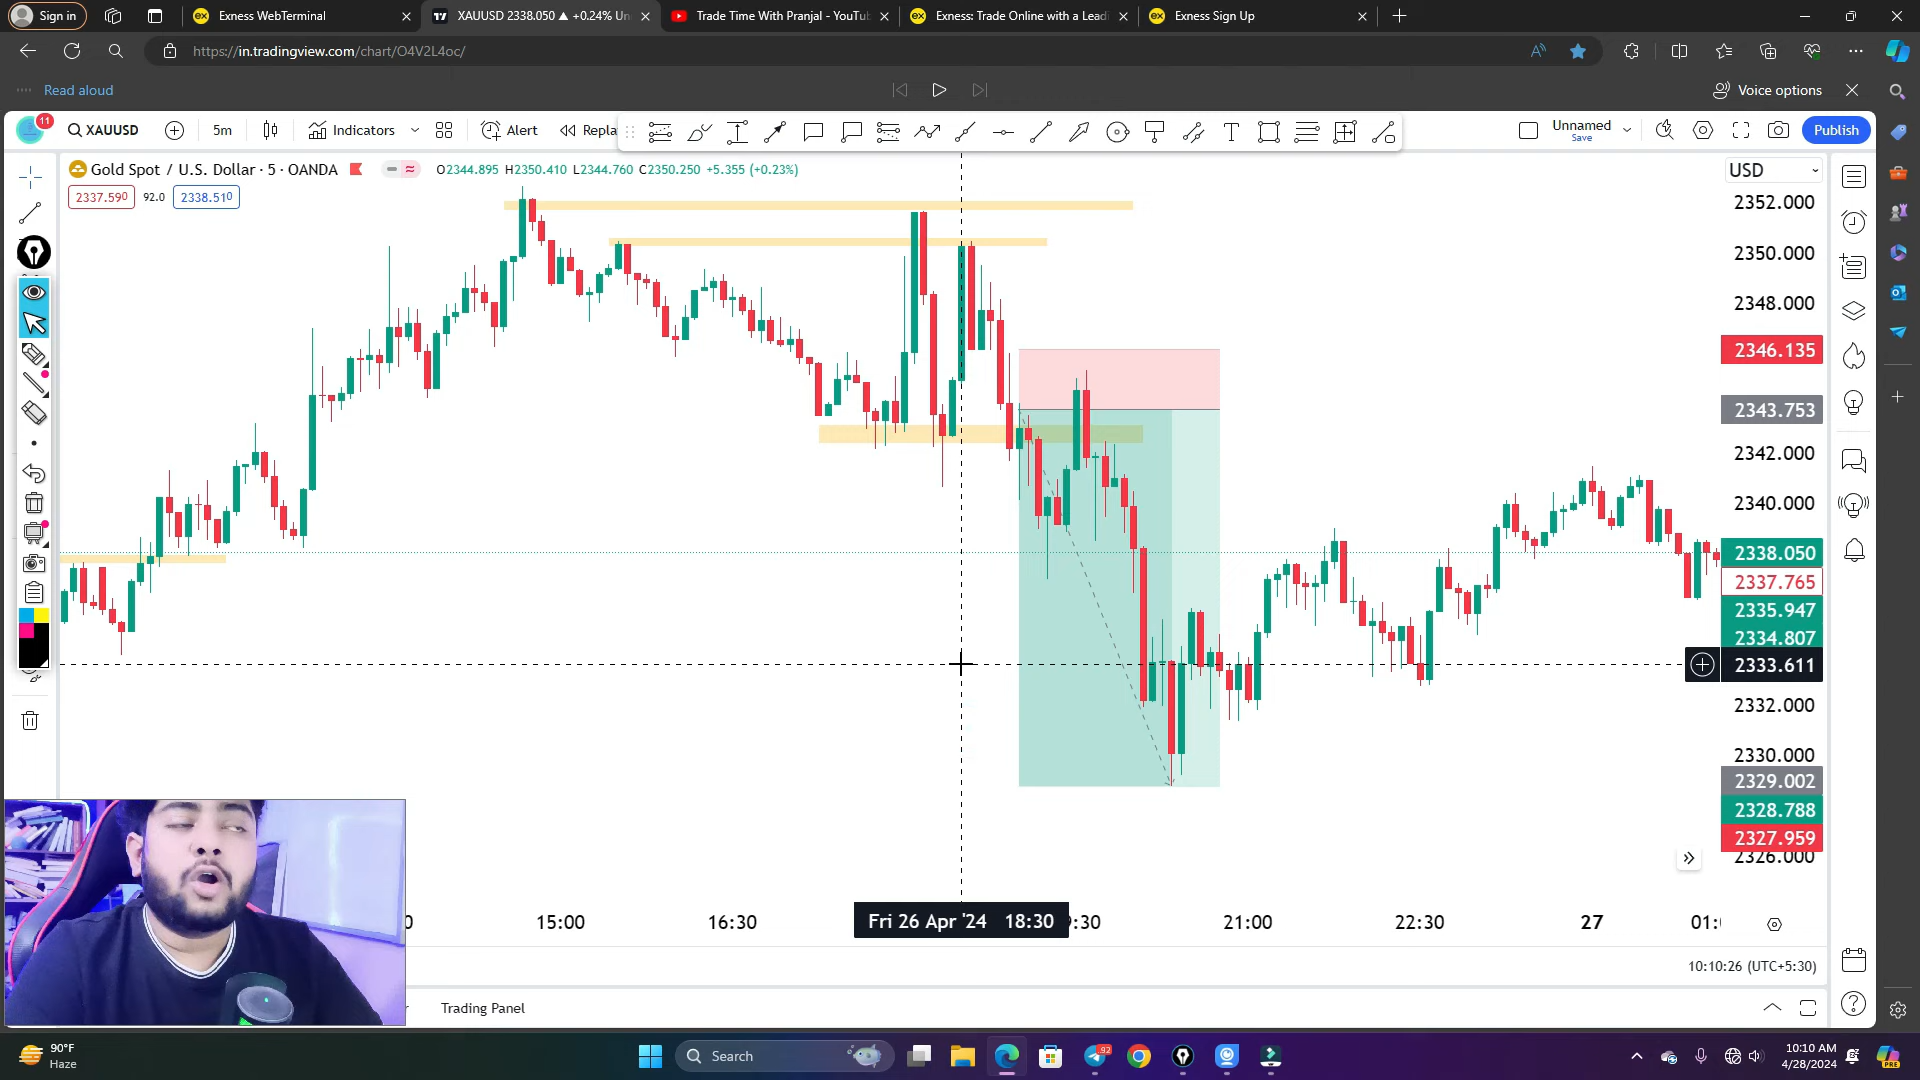 Sign in
Exness WebTerminal
XAUUSD 2338.050 ▲ +0.24% Un
Trade Time With Pranjal - YouTub
Exness: Trade Online with a Leadi
Exness Sign Up
https://in.tradingview.com/chart/O4V2L4oc/
Read aloud
Voice options
11
XAUUSD
5m
Indicators
Alert
Repla
Unnamed
Save
Publish
Gold Spot / U.S. Dollar · 5 · OANDA
O2344.895 H2350.410 L2344.760 C2350.250 +5.355 (+0.23%)
USD
2337.590
92.0
2338.510
2352.000
2350.000
2348.000
2346.135
2343.753
2342.000
2340.000
2338.050
2337.765
2335.947
2334.807
2333.611
2332.000
2330.000
2329.002
2328.788
2327.959
2326.000
0
15:00
16:30
Fri 26 Apr '24 18:30
9:30
21:00
22:30
27
01:
10:10:26 (UTC+5:30)
Trading Panel
90°F
Haze
Search
92
10:10 AM
4/28/2024
PRE